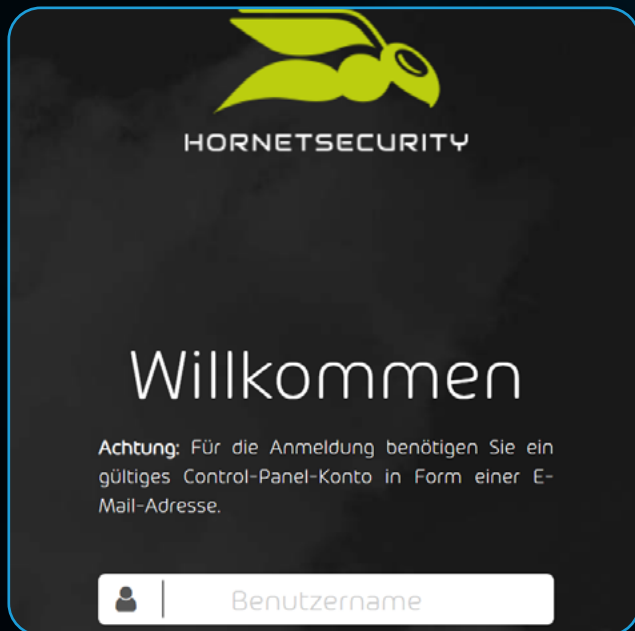 HORNETSECURITY
Willkommen
Achtung: Für die Anmeldung benötigen Sie ein
gültiges Control-Panel-Konto in Form einer E-
Mail-Adresse.
Benutzername